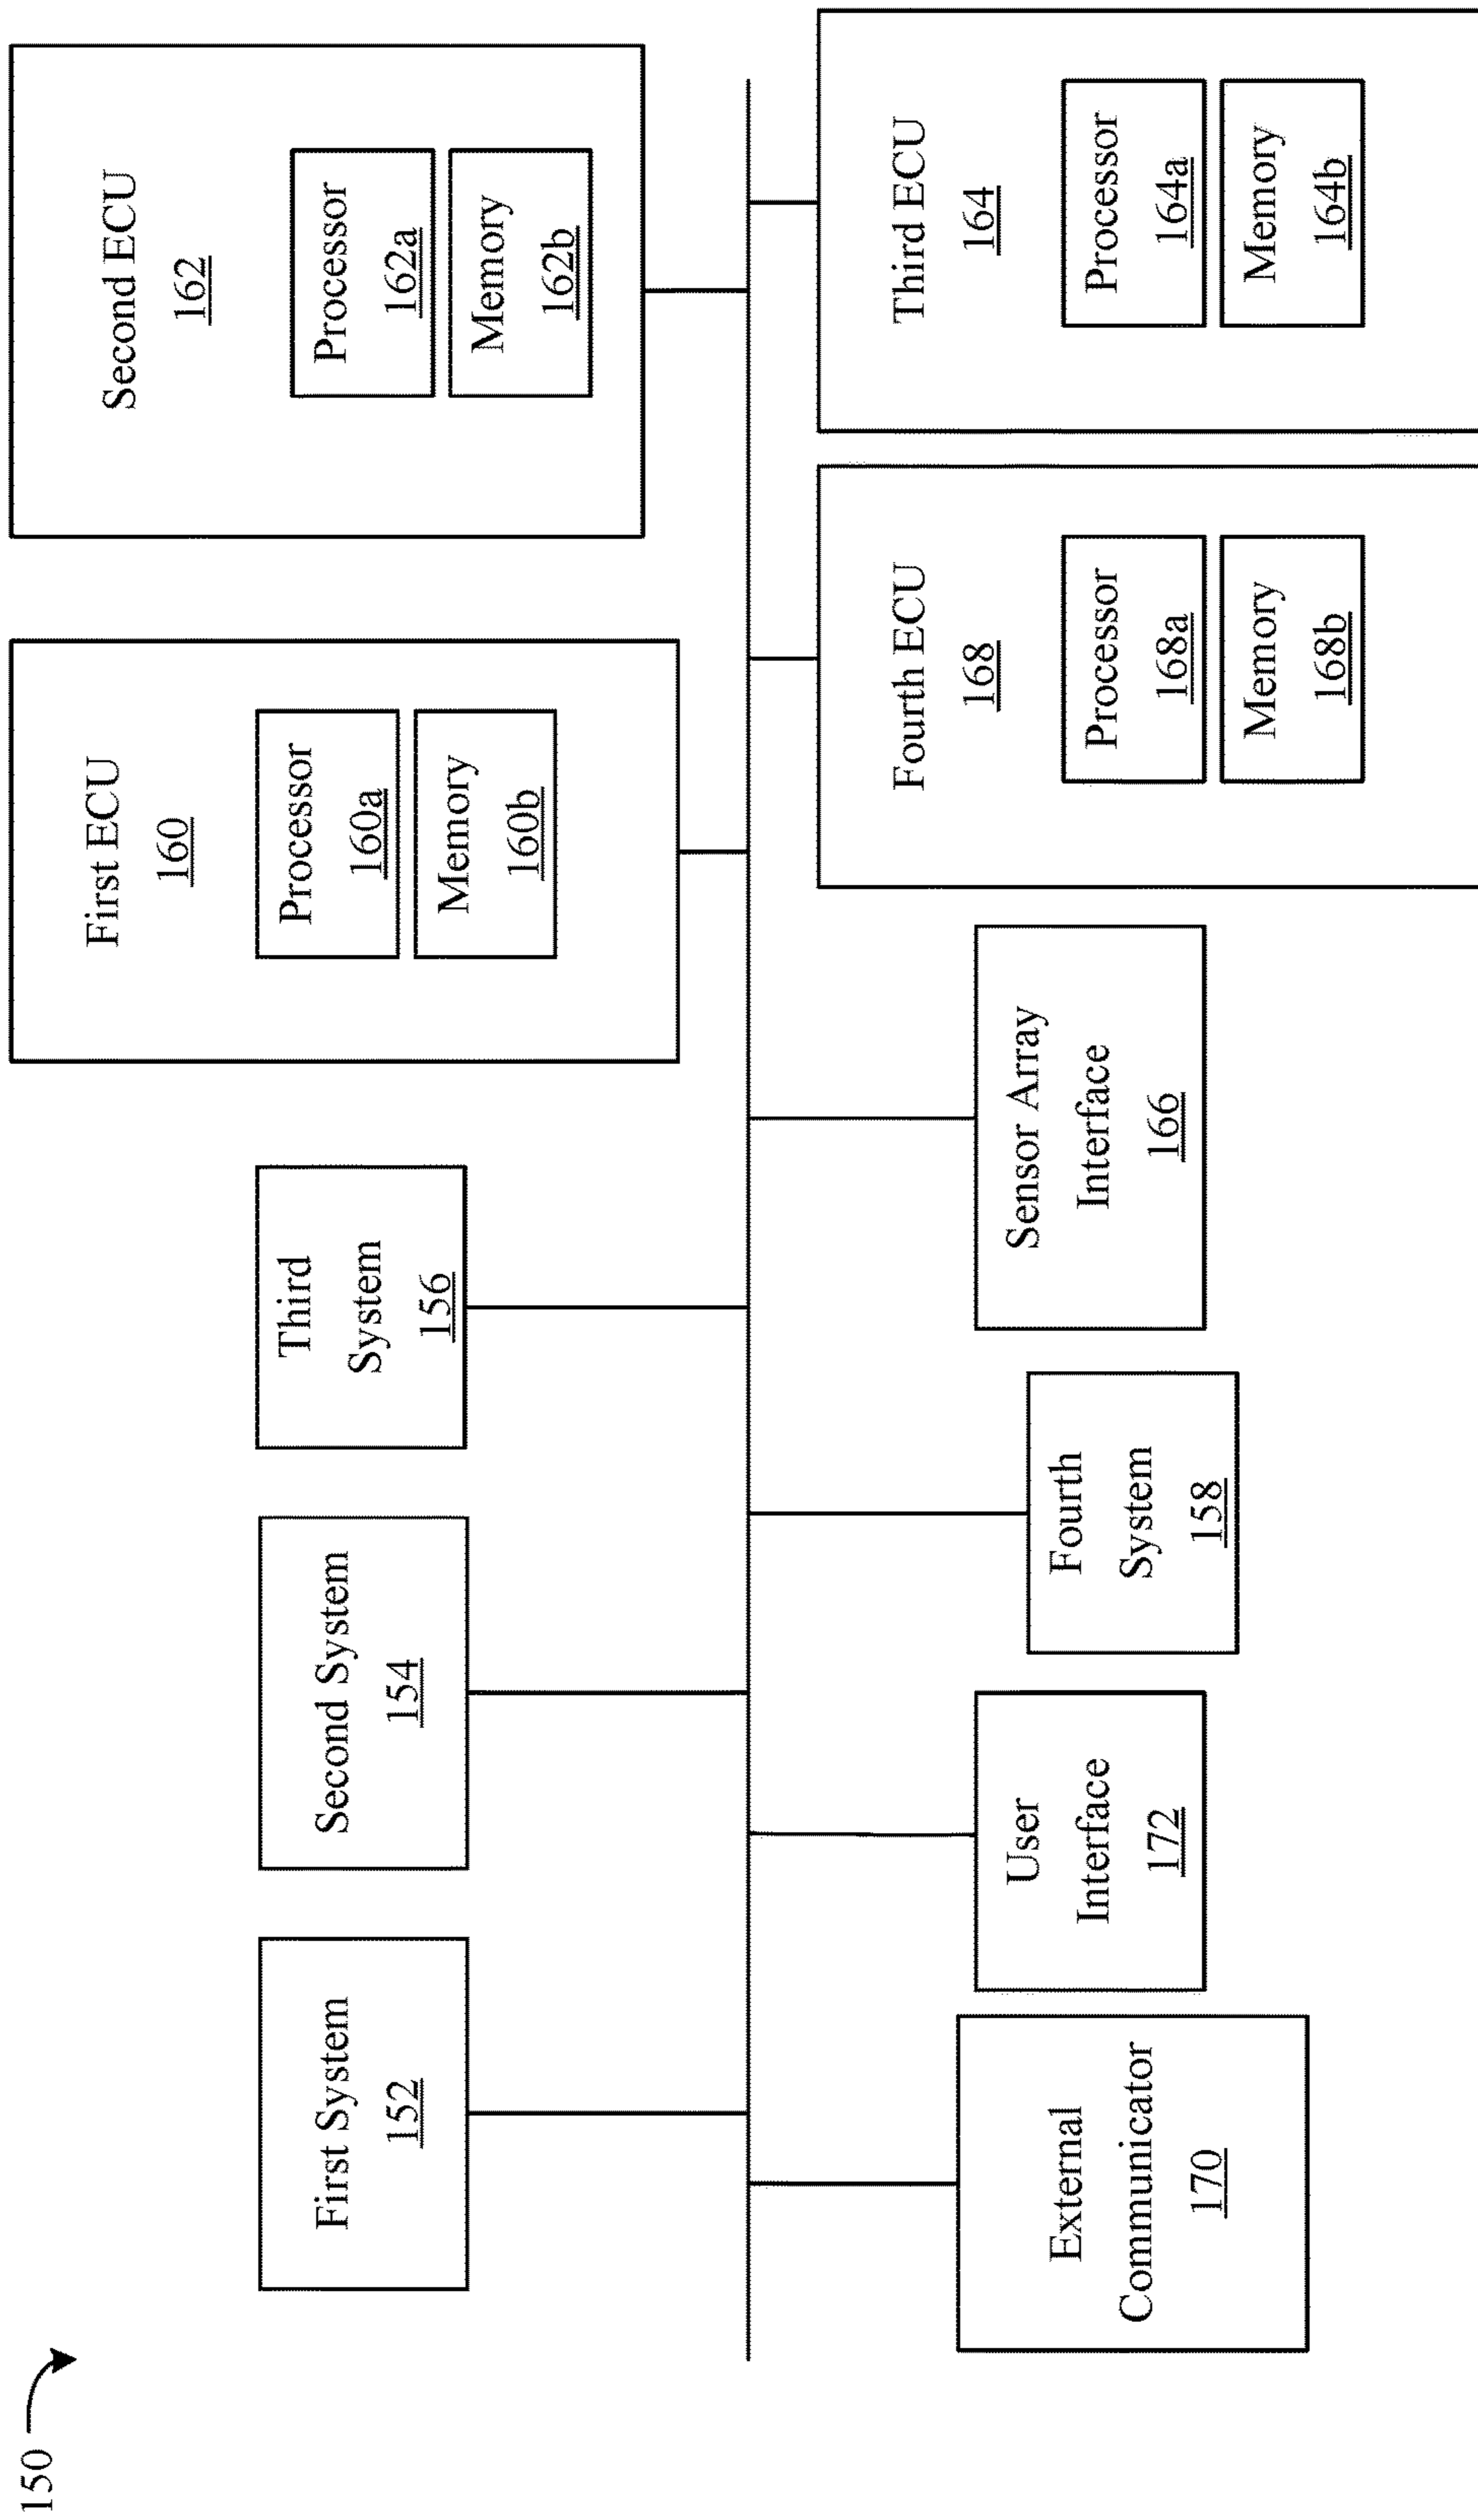 150
First System
152
Second System
154
Third
System
156
First ECU
160
Processor
160a
Memory
160b
Second ECU
162
Processor
162a
Memory
162b
External
Communicator
170
User
Interface
172
Fourth
System
158
Sensor Array
Interface
166
Fourth ECU
168
Processor
168a
Memory
168b
Third ECU
164
Processor
164a
Memory
164b